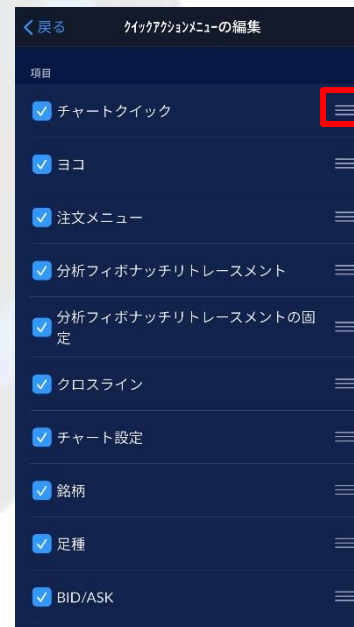 戻る ｸｲｯｸｱｸｼｮﾝﾒﾆｭｰの編集
項目
チャートクイック
ヨコ
注文メニュー
分析フィボナッチリトレースメント
分析フィボナッチリトレースメントの固
定
クロスライン
チャート設定
銘柄
足種
BID/ASK